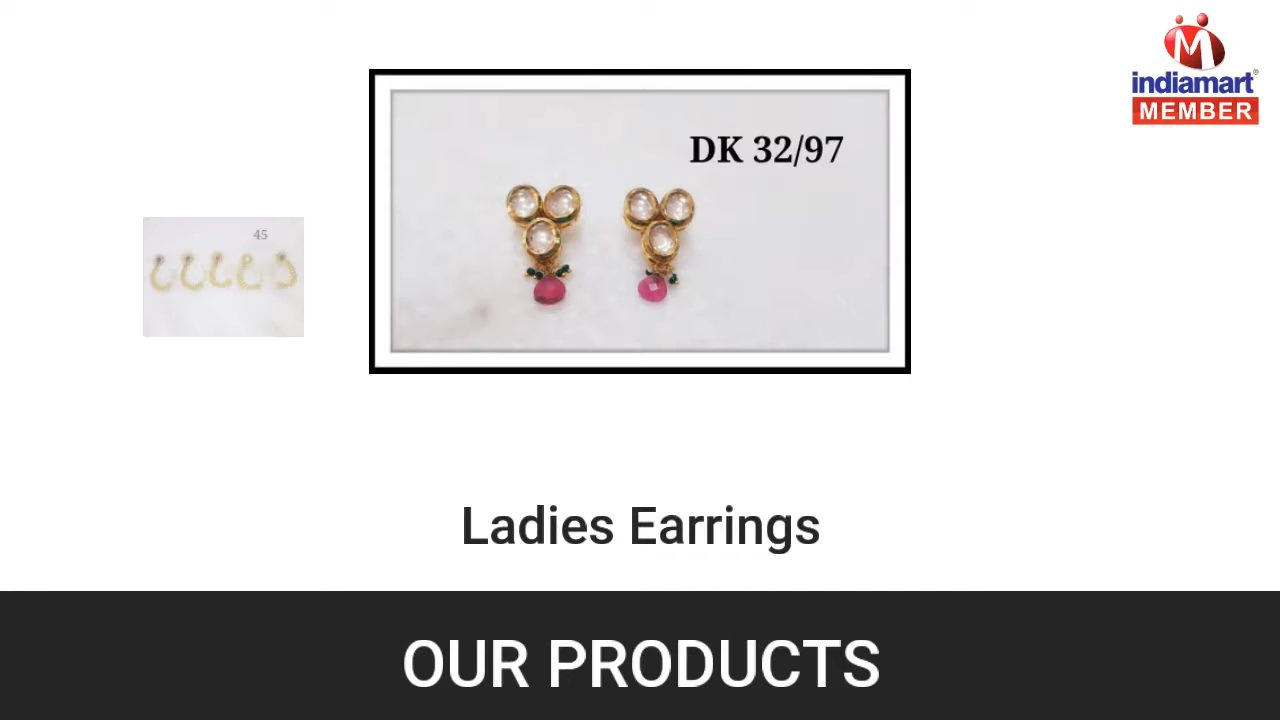 indiamart
MEMBER
DK 32/97
45
Ladies Earrings
OUR PRODUCTS